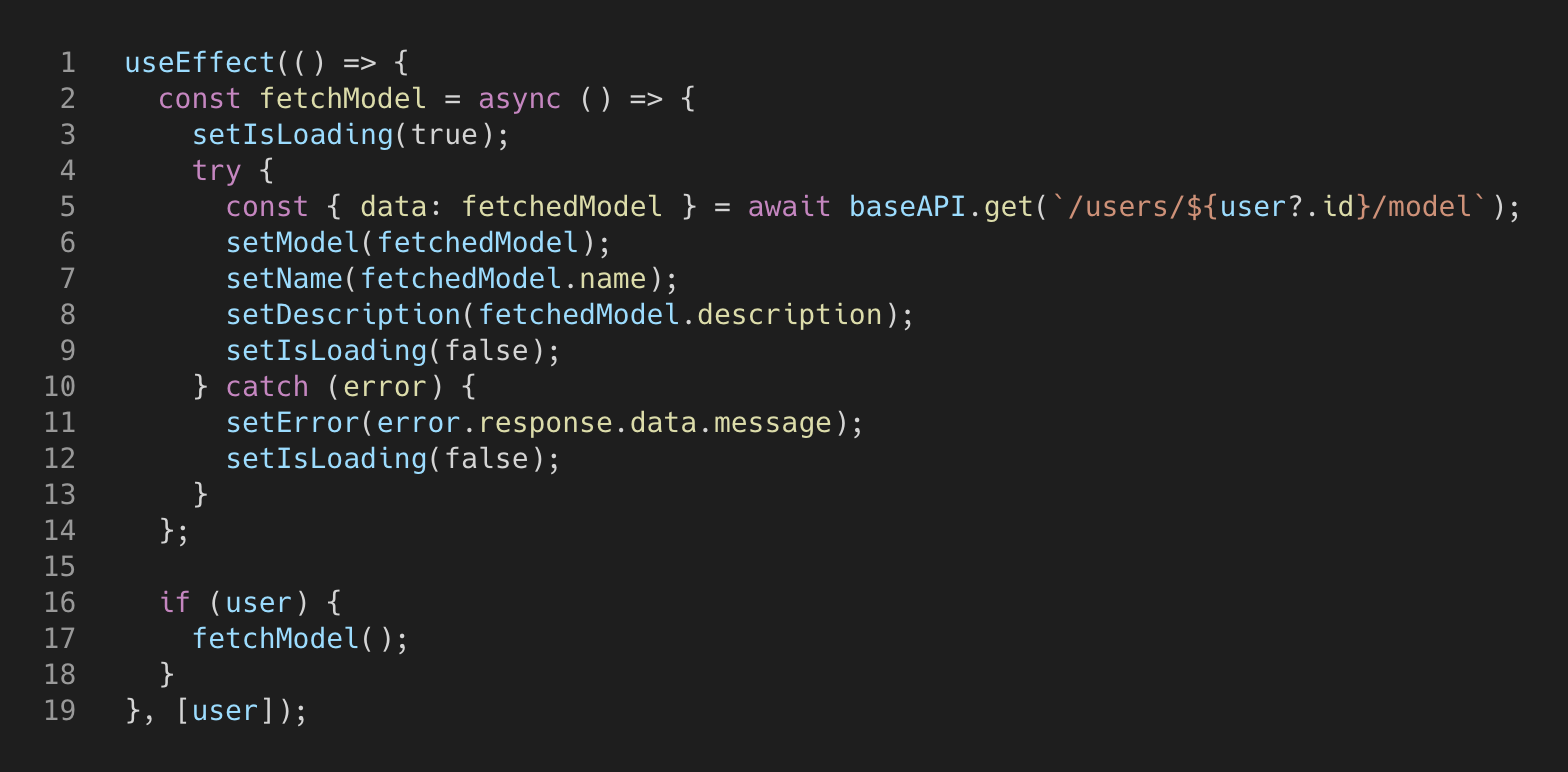 1 useEffect(() => {
2 const fetchModel = async () => {
3 setIsLoading(true);
4 try {
5 const { data: fetchedModel } = await baseAPI.get(`/users/${user?.id}/model`);
6 setModel(fetchedModel);
7 setName(fetchedModel.name);
8 setDescription(fetchedModel.description);
9 setIsLoading(false);
10 } catch (error) {
11 setError(error.response.data.message);
12 setIsLoading(false);
13 }
14 };
15
16 if (user) {
17 fetchModel();
18 }
19 }, [user]);